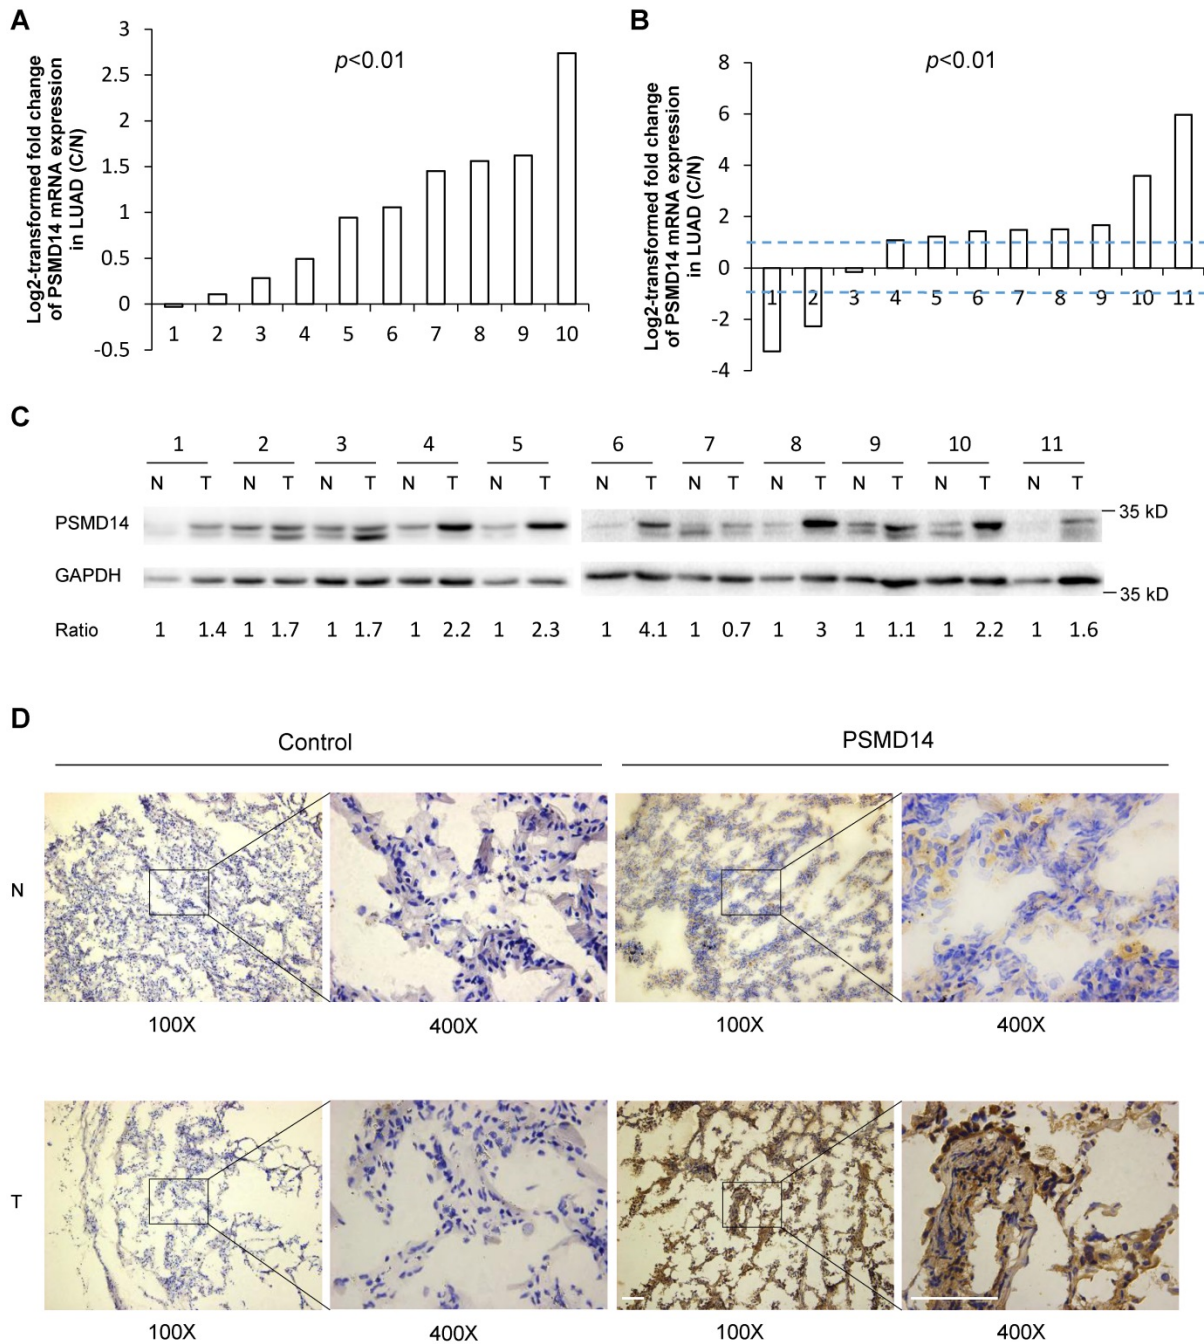 A
Log2-transformed fold change
of PSMD14 mRNA expression
in LUAD (C/N)
p<0.01
3
2.5
2
1.5
1
0.5
0
-0.5
1 2 3 4 5 6 7 8 9 10
B
Log2-transformed fold change
of PSMD14 mRNA expression
in LUAD (C/N)
p<0.01
8
6
4
2
0
-2
-4
1 2 3 4 5 6 7 8 9 10 11
C
1 2 3 4 5 6 7 8 9 10 11
N T N T N T N T N T N T N T N T N T N T N T
PSMD14 35 kD
GAPDH 35 kD
Ratio 1 1.4 1 1.7 1 1.7 1 2.2 1 2.3 1 4.1 1 0.7 1 3 1 1.1 1 2.2 1 1.6
D
Control PSMD14
N
100X 400X 100X 400X
T
100X 400X 100X 400X